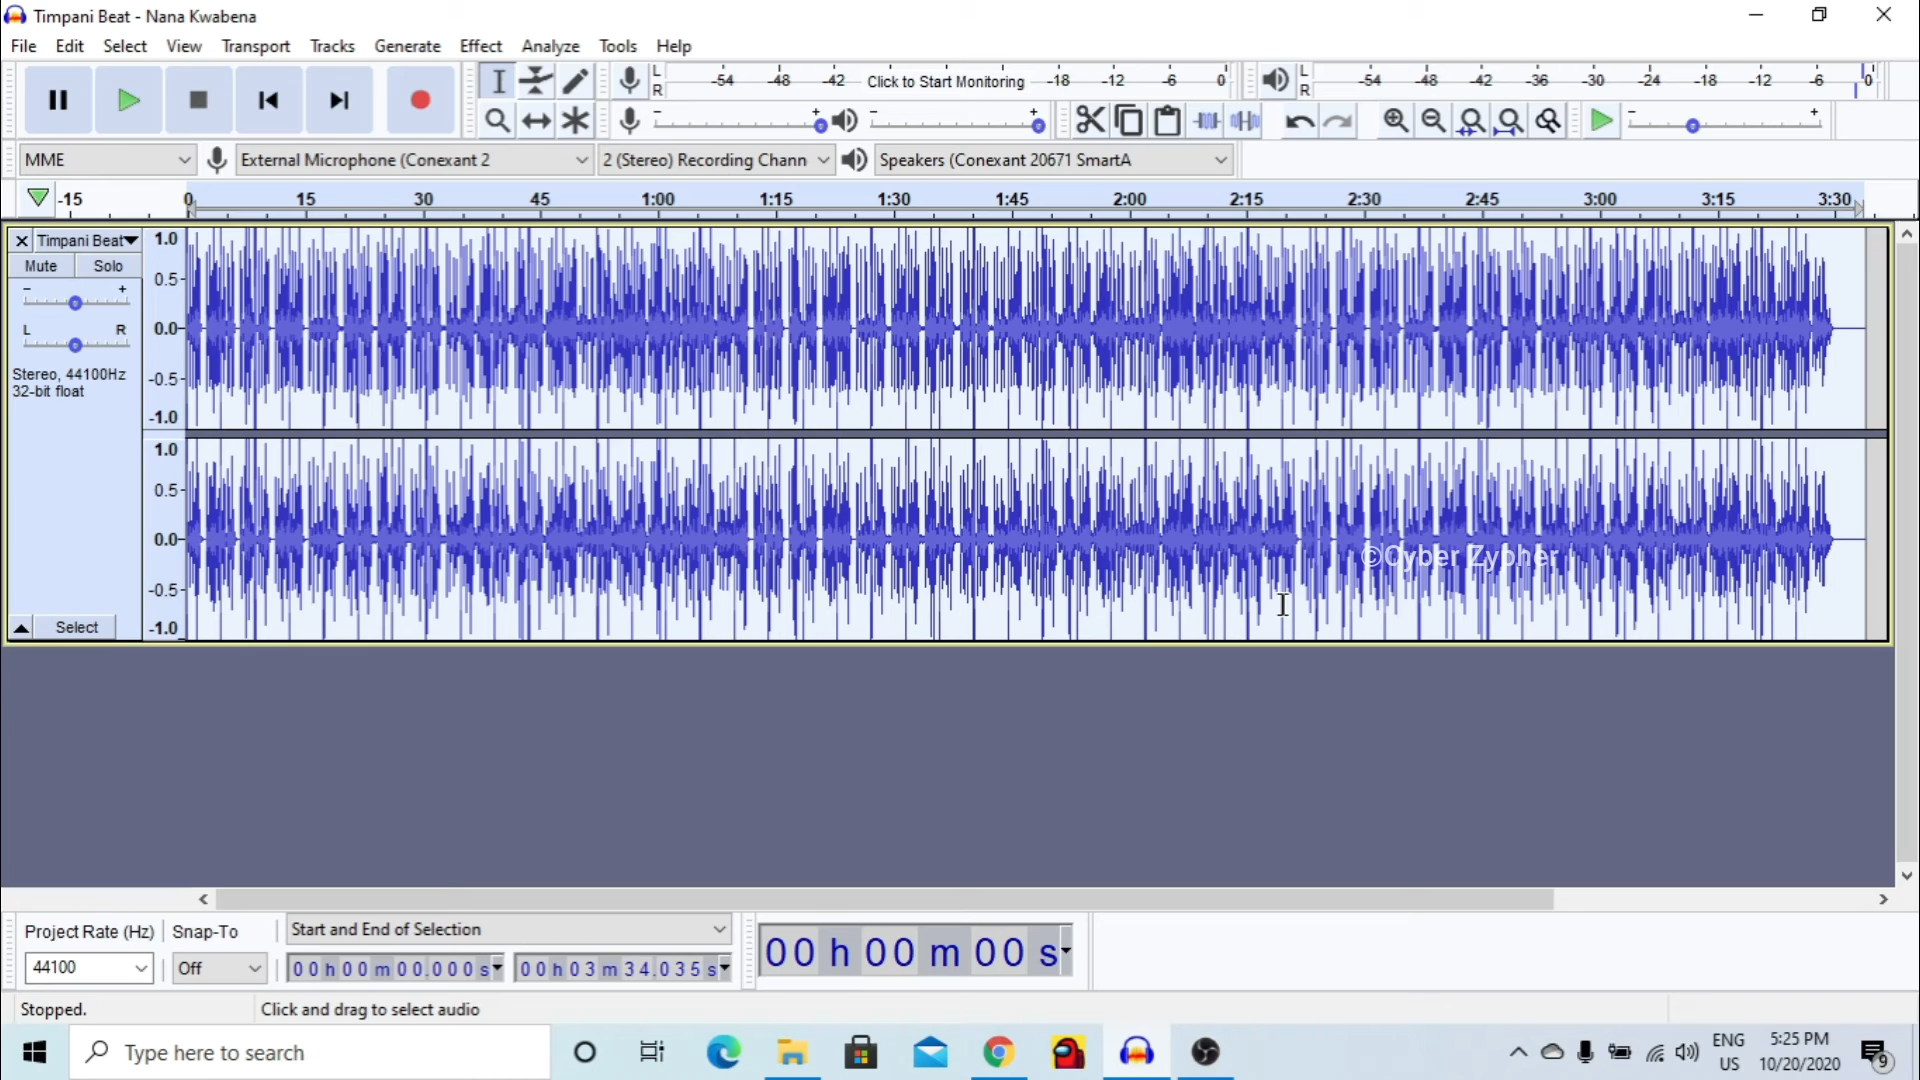 Timpani Beat - Nana Kwabena
File Edit Select View Transport Tracks Generate Effect Analyze Tools Help
L R -54 -48 -42 Click to Start Monitoring -18 -12 -6 0 L R -54 -48 -42 -36 -30 -24 -18 -12 -6 0
- + - + - +
MME External Microphone (Conexant 2 2 (Stereo) Recording Chann Speakers (Conexant 20671 SmartA
-15 0 15 30 45 1:00 1:15 1:30 1:45 2:00 2:15 2:30 2:45 3:00 3:15 3:30
Timpani Beat 1.0
Mute Solo
0.5
- +
L R 0.0
Stereo, 44100Hz -0.5
32-bit float
-1.0
1.0
0.5
0.0
©Cyber Zypher
-0.5
Select -1.0
Project Rate (Hz) Snap-To Start and End of Selection
44100 Off 00 h 00 m 00.000 s 00 h 03 m 34.035 s 00 h 00 m 00 s
Stopped. Click and drag to select audio
Type here to search ENG 5:25 PM
US 10/20/2020 9